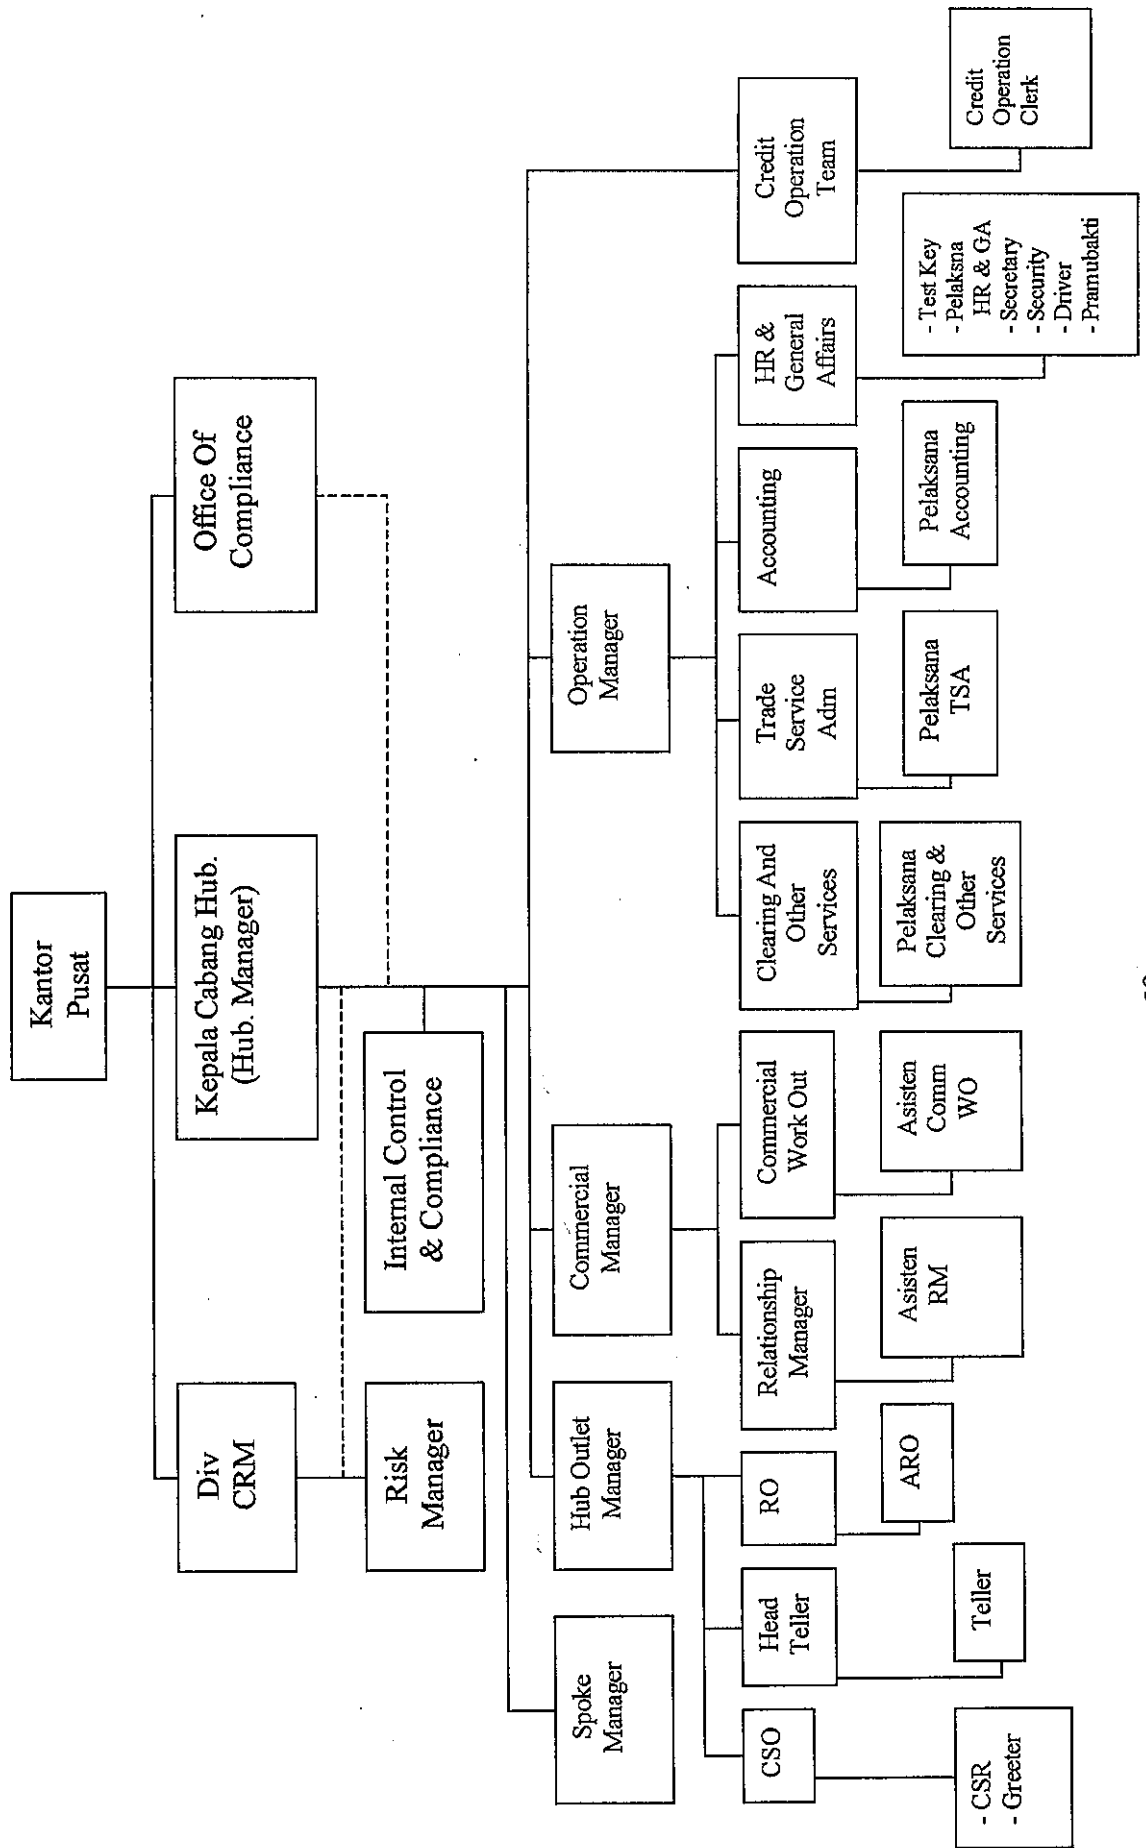 Kantor
Pusat
Div
CRM
Kepala Cabang Hub.
(Hub. Manager)
Office Of
Compliance
Risk
Manager
Internal Control
& Compliance
Spoke
Manager
Hub Outlet
Manager
Commercial
Manager
Operation
Manager
CSO
Head
Teller
RO
Relationship
Manager
Commercial
Work Out
Clearing And
Other
Services
Trade
Service
Adm
Accounting
HR &
General
Affairs
Credit
Operation
Team
- CSR
- Greeter
Teller
ARO
Asisten
RM
Asisten
Comm
WO
Pelaksana
Clearing &
Other
Services
Pelaksana
TSA
Pelaksana
Accounting
- Test Key
- Pelaksna
HR & GA
- Secretary
- Security
- Driver
- Pramubakti
Credit
Operation
Clerk